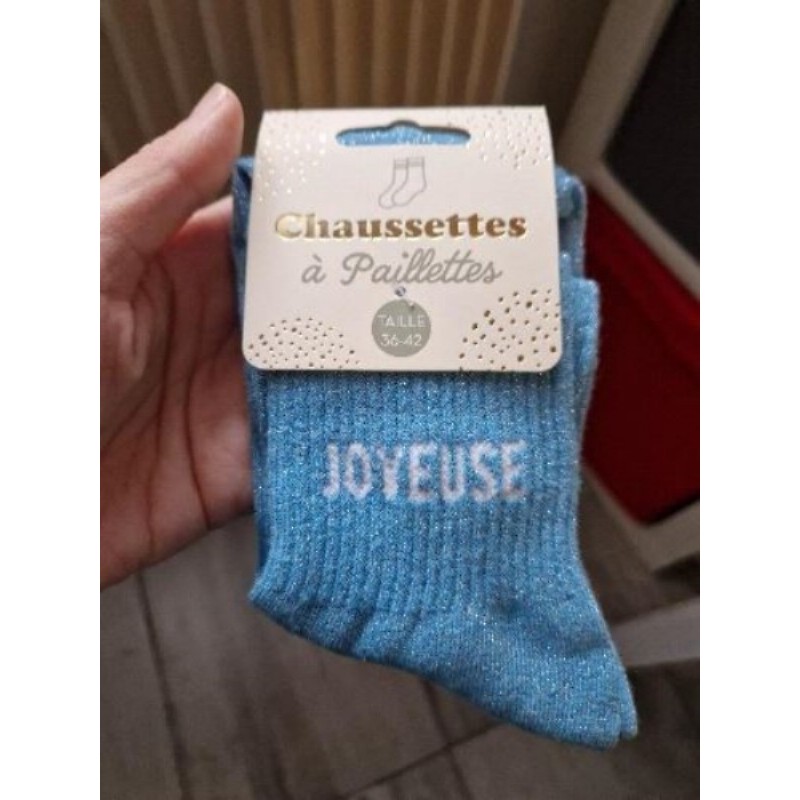 Chaussettes
à Paillettes
TAILLE
36-42
JOYEUSE